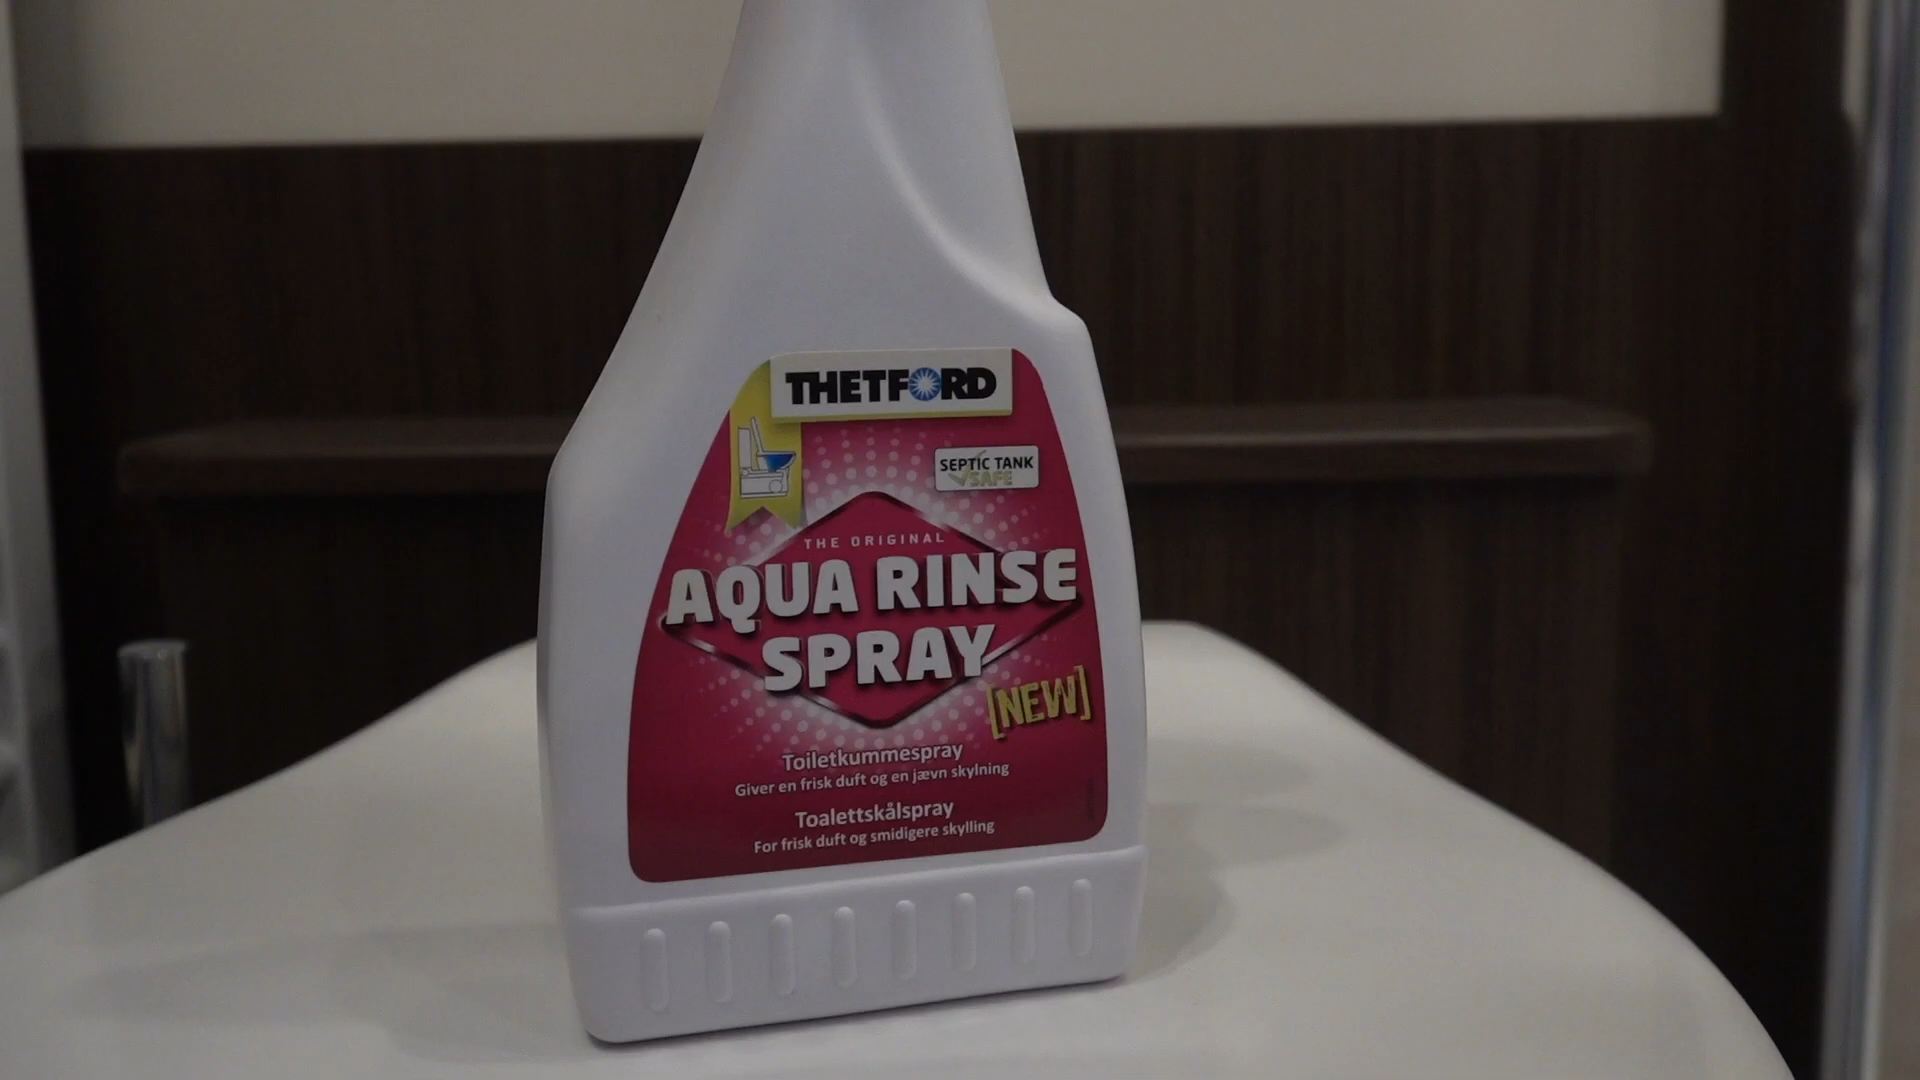 THETFORD
SEPTIC TANK
SAFE
THE ORIGINAL
AQUA RINSE
SPRAY
[NEW]
Toiletkummespray
Giver en frisk duft og en jævn skylning
Toalettskålspray
For frisk duft og smidigere skylling